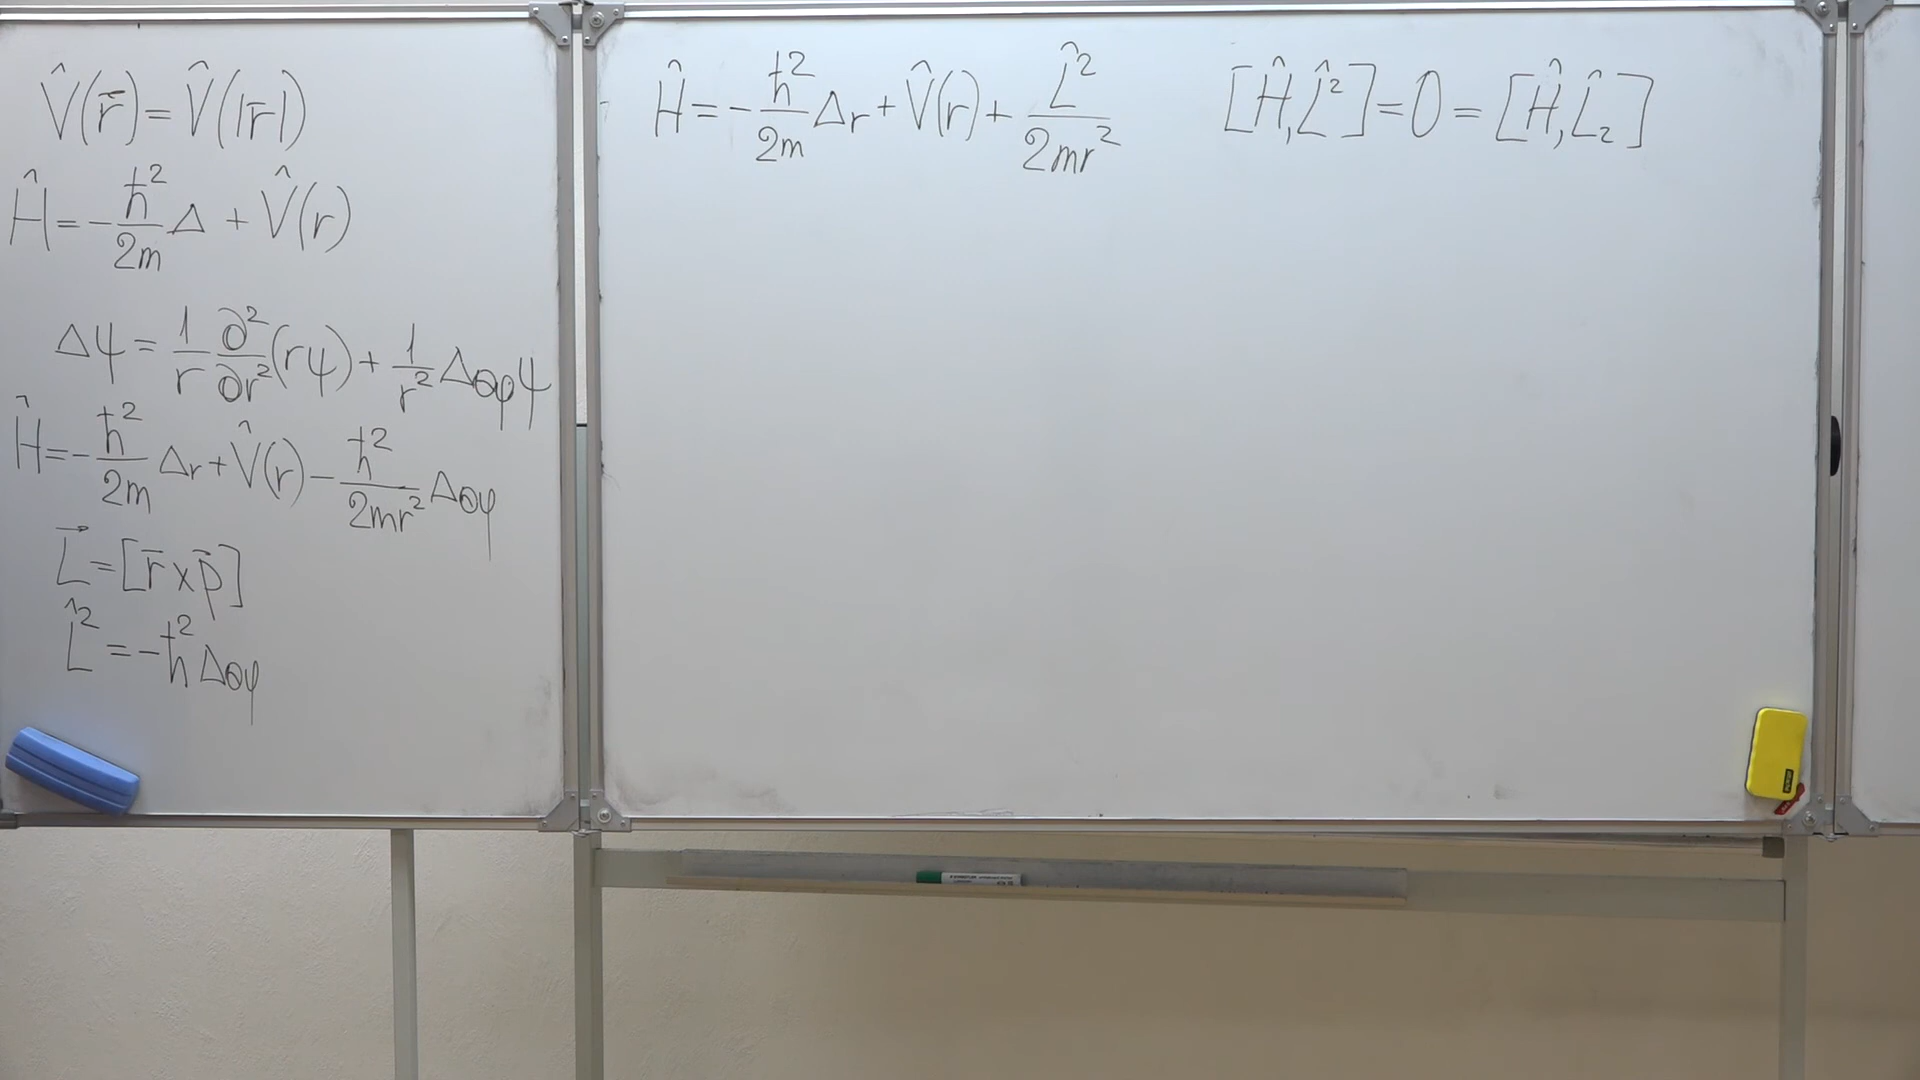 V̂(r̄) = V̂(|r̄|)
Ĥ = -ħ²/2m Δ + V̂(r)
Δψ = 1/r ∂²/∂r² (rψ) + 1/r² Δθφ ψ
Ĥ = -ħ²/2m Δr + V̂(r) - ħ²/2mr² Δθφ
L⃗ = [r̄ × p̄]
L̂² = -ħ² Δθφ
Ĥ = -ħ²/2m Δr + V̂(r) + L̂²/2mr² [Ĥ, L̂²] = 0 = [Ĥ, L̂z]